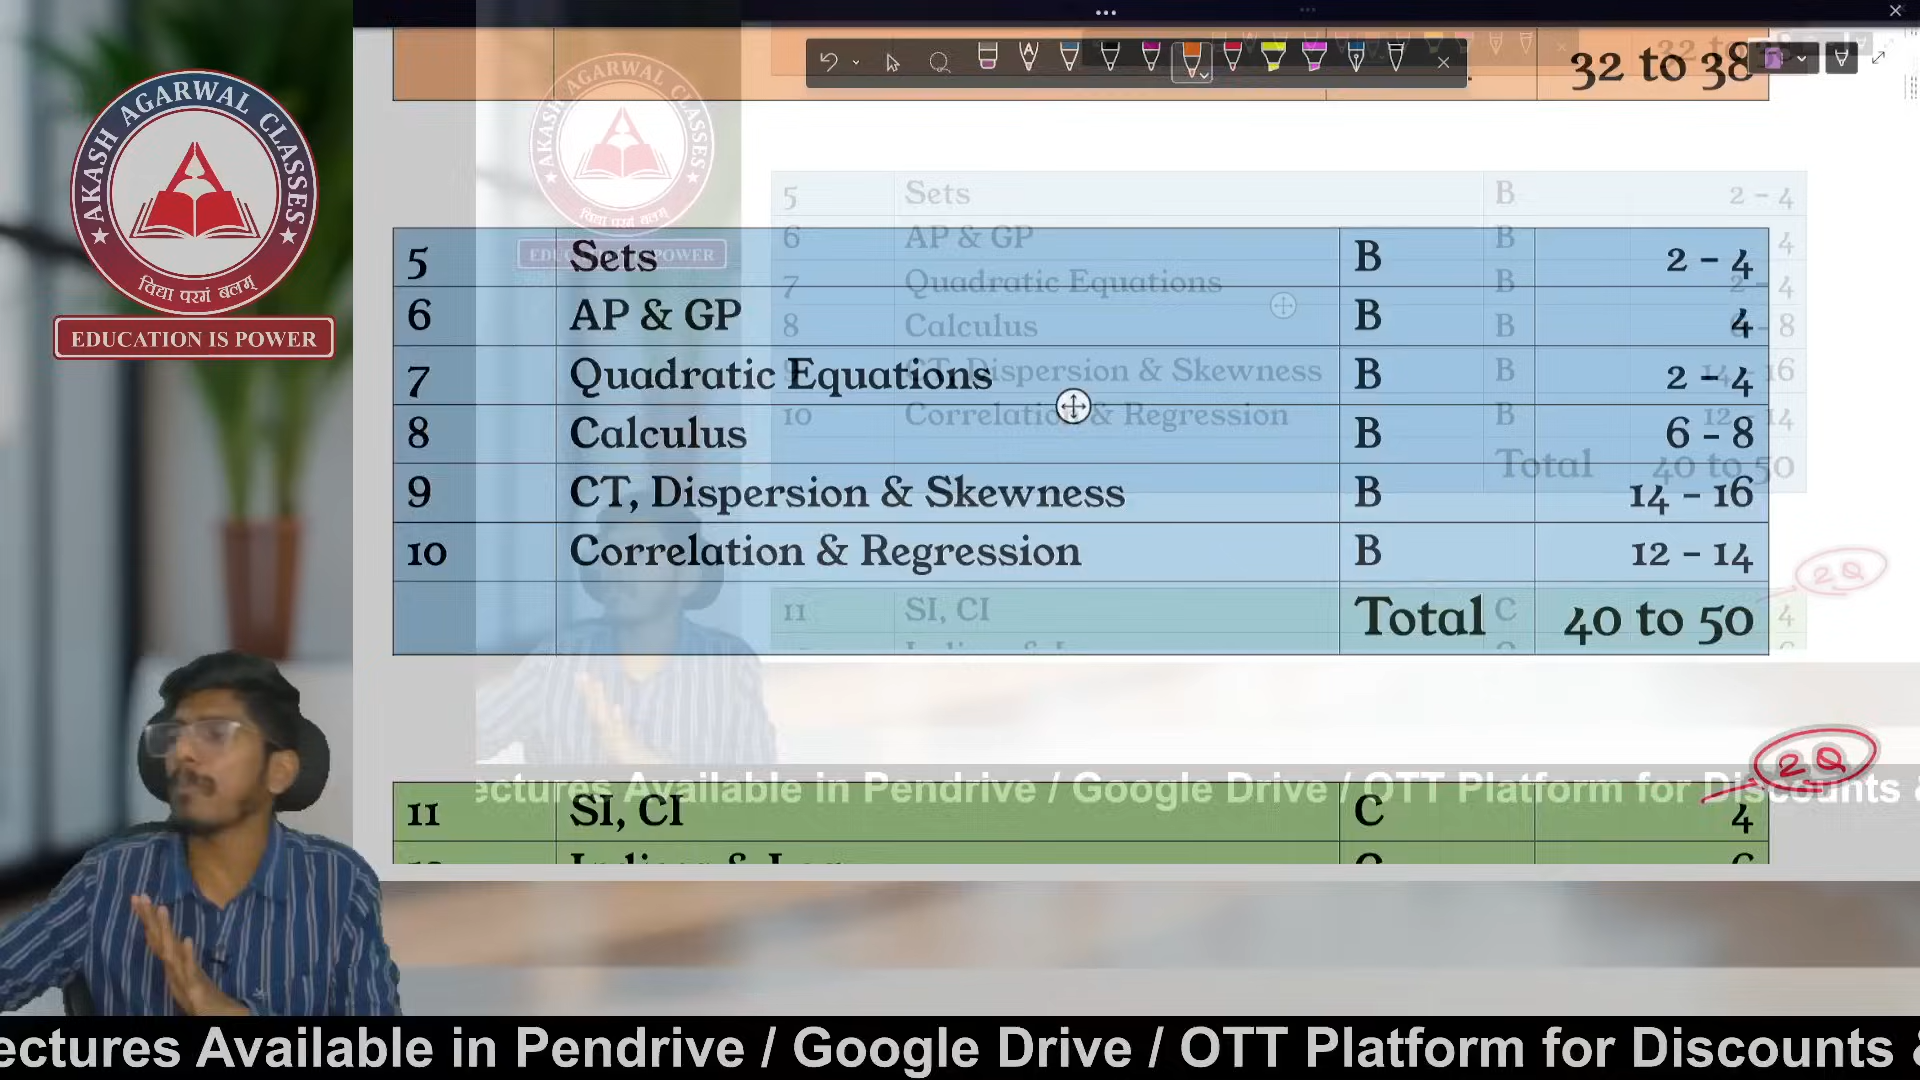 AKASH AGARWAL CLASSES
विद्या परमं बलम्
EDUCATION IS POWER
32 to 38
5 Sets B 2 – 4
6 AP & GP B 4
7 Quadratic Equations B 2 – 4
8 Calculus B 6 – 8
9 CT, Dispersion & Skewness B 14 – 16
10 Correlation & Regression B 12 – 14
Total 40 to 50
2Q
11 SI, CI C 4
ectures Available in Pendrive / Google Drive / OTT Platform for Discounts &